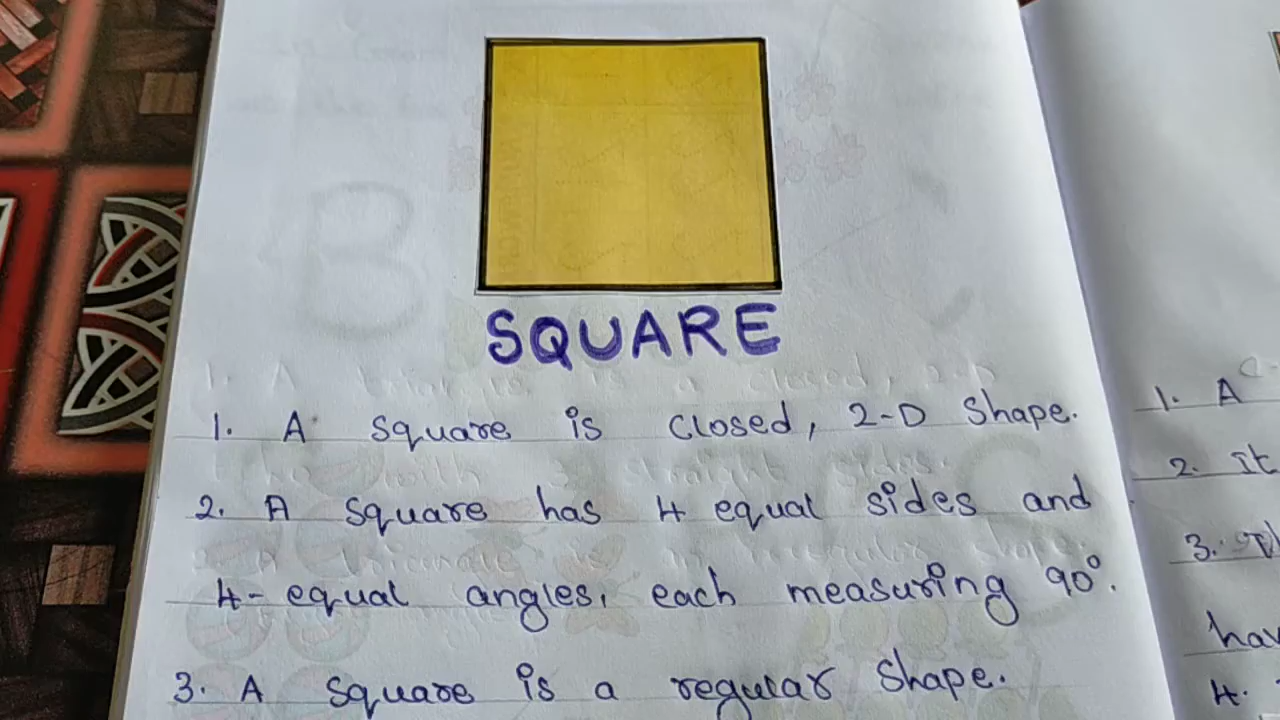 SQUARE
1. A square is closed, 2-D shape.
2. A square has 4 equal sides and
4-equal angles, each measuring 90°.
3. A square is a regular shape.
1. A
2. It
3.
4.